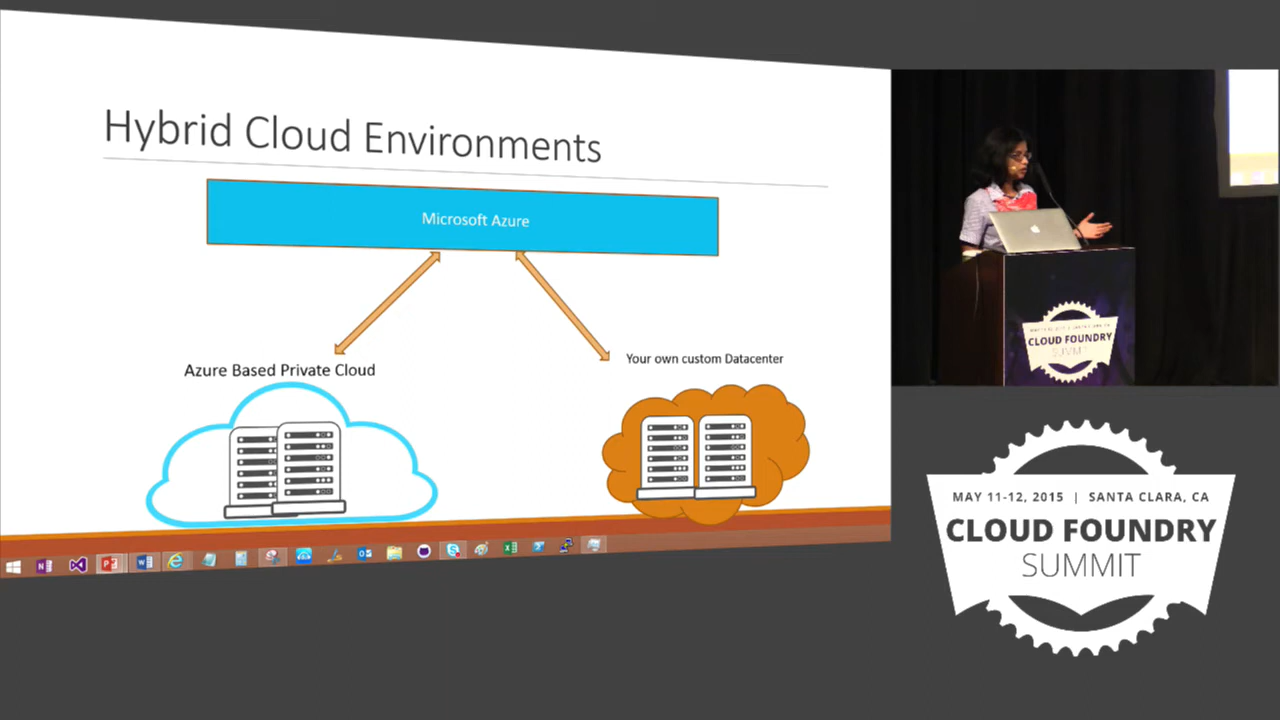 Hybrid Cloud Environments
Microsoft Azure
Azure Based Private Cloud
Your own custom Datacenter
CLOUD FOUNDRY
SUMMIT
MAY 11-12, 2015 | SANTA CLARA, CA
CLOUD FOUNDRY
SUMMIT